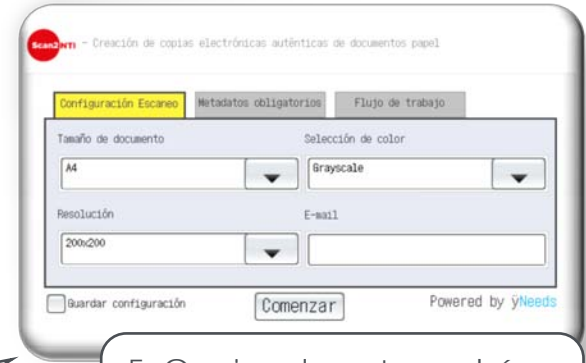 Scan2NTI - Creación de copias electrónicas auténticas de documentos papel
Configuración Escaneo Metadatos obligatorios Flujo de trabajo
Tamaño de documento Selección de color
A4 Grayscale
Resolución E-mail
200x200
Guardar configuración Comenzar Powered by ÿNeeds